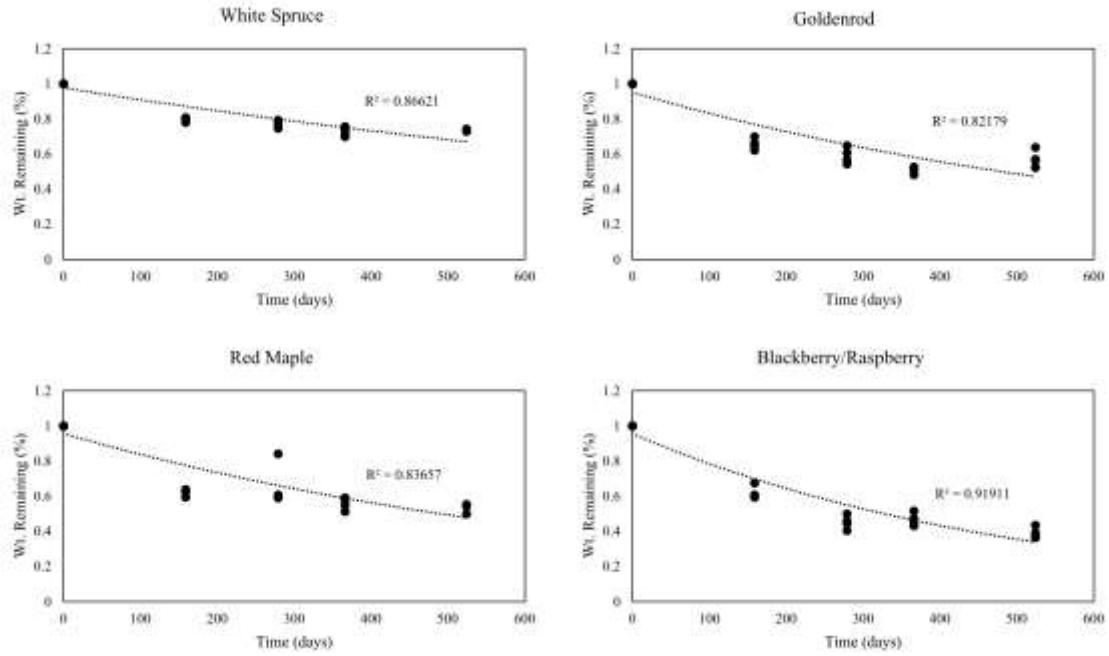 White Spruce
1.2
1
0.8
0.6
0.4
0.2
0
Wt. Remaining (%)
R² = 0.86621
0 100 200 300 400 500 600
Time (days)
Goldenrod
1.2
1
0.8
0.6
0.4
0.2
0
Wt. Remaining (%)
R² = 0.82179
0 100 200 300 400 500 600
Time (days)
Red Maple
1.2
1
0.8
0.6
0.4
0.2
0
Wt. Remaining (%)
R² = 0.83657
0 100 200 300 400 500 600
Time (days)
Blackberry/Raspberry
1.2
1
0.8
0.6
0.4
0.2
0
Wt. Remaining (%)
R² = 0.91911
0 100 200 300 400 500 600
Time (days)